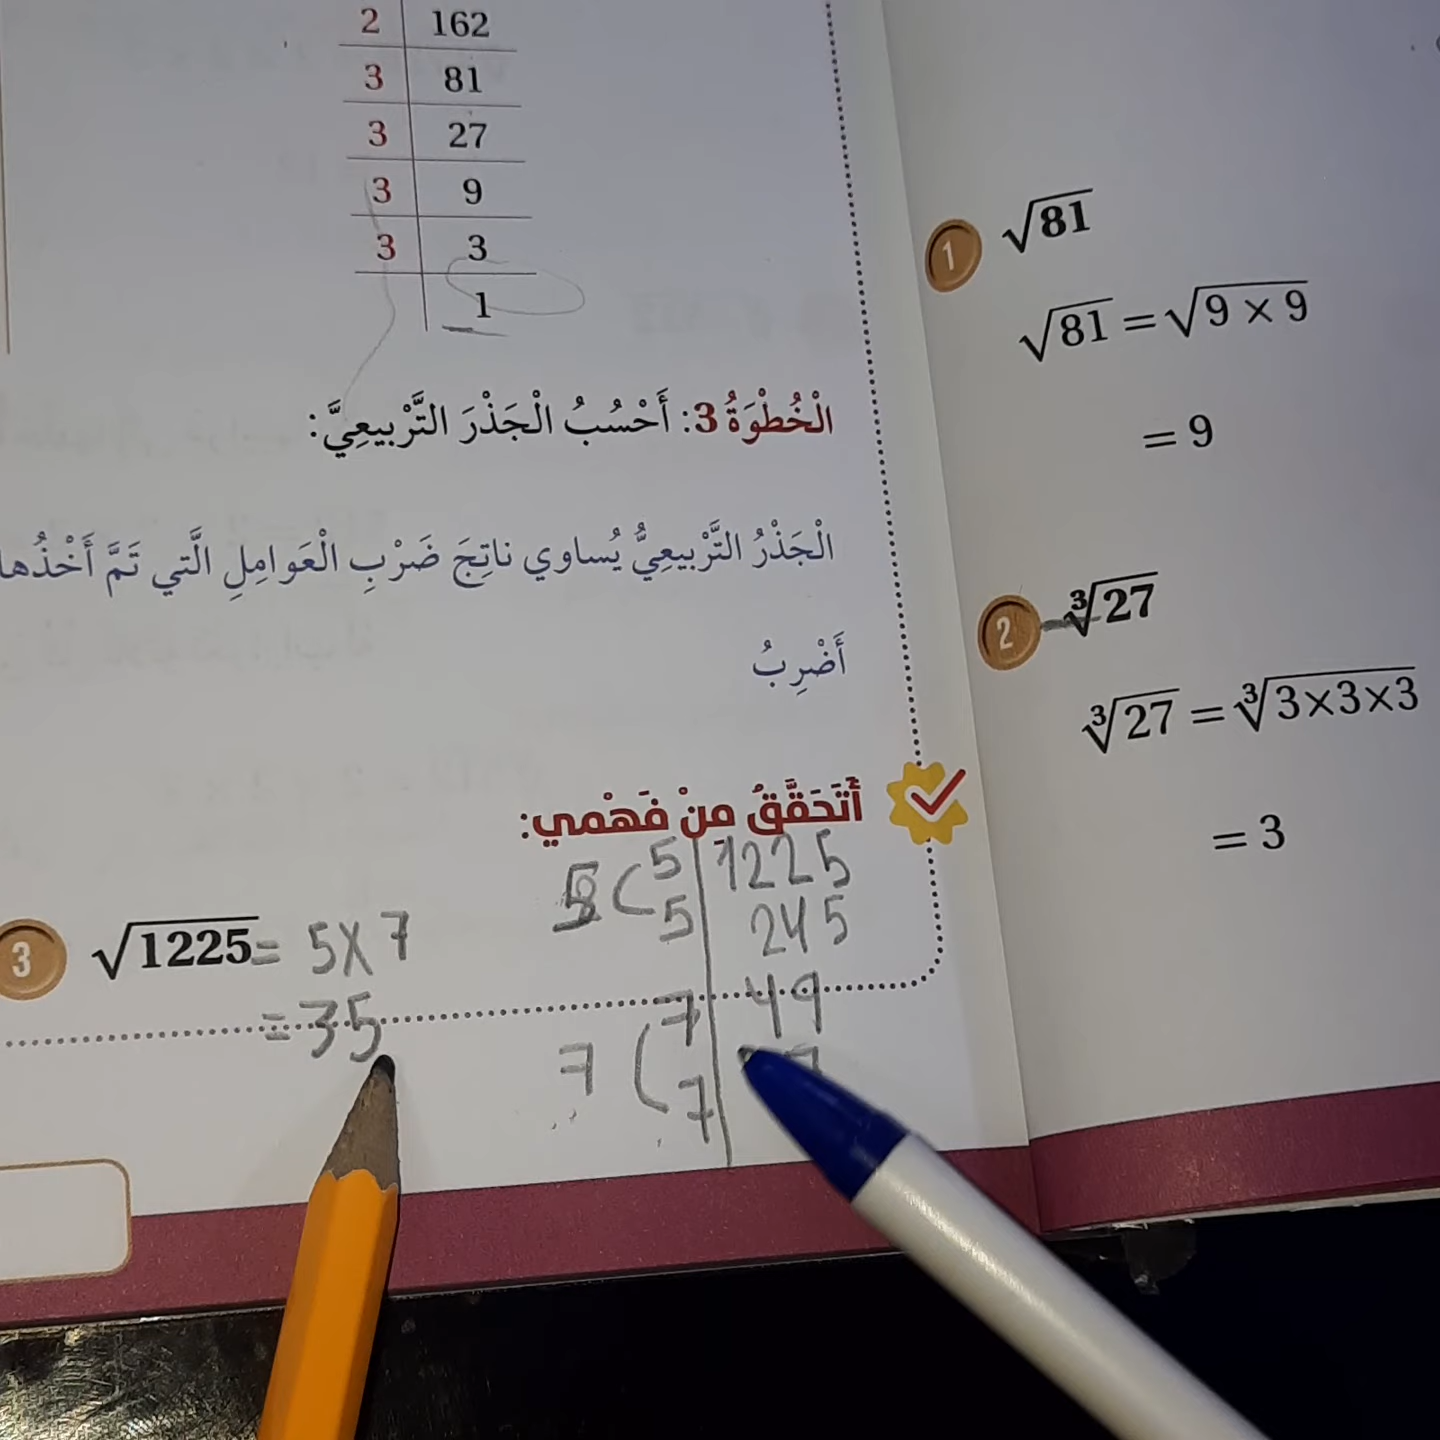 2 162
3 81
3 27
3 9
3 3
1
الْخُطْوَةُ 3: أَحْسُبُ الْجَذْرَ التَّرْبيعِيَّ:
الْجَذْرُ التَّرْبيعِيُّ يُساوي ناتِجَ ضَرْبِ الْعَوامِلِ الَّتي تَمَّ أَخْذُها
أَضْرِبُ
أَتَحَقَّقُ مِنْ فَهْمي:
5 1225
5 ( 5 245
7 49
7 ( 7
3 √1225 = 5 X 7
= 35
1 √81
√81 = √9 × 9
= 9
2 ∛27
∛27 = ∛3×3×3
= 3